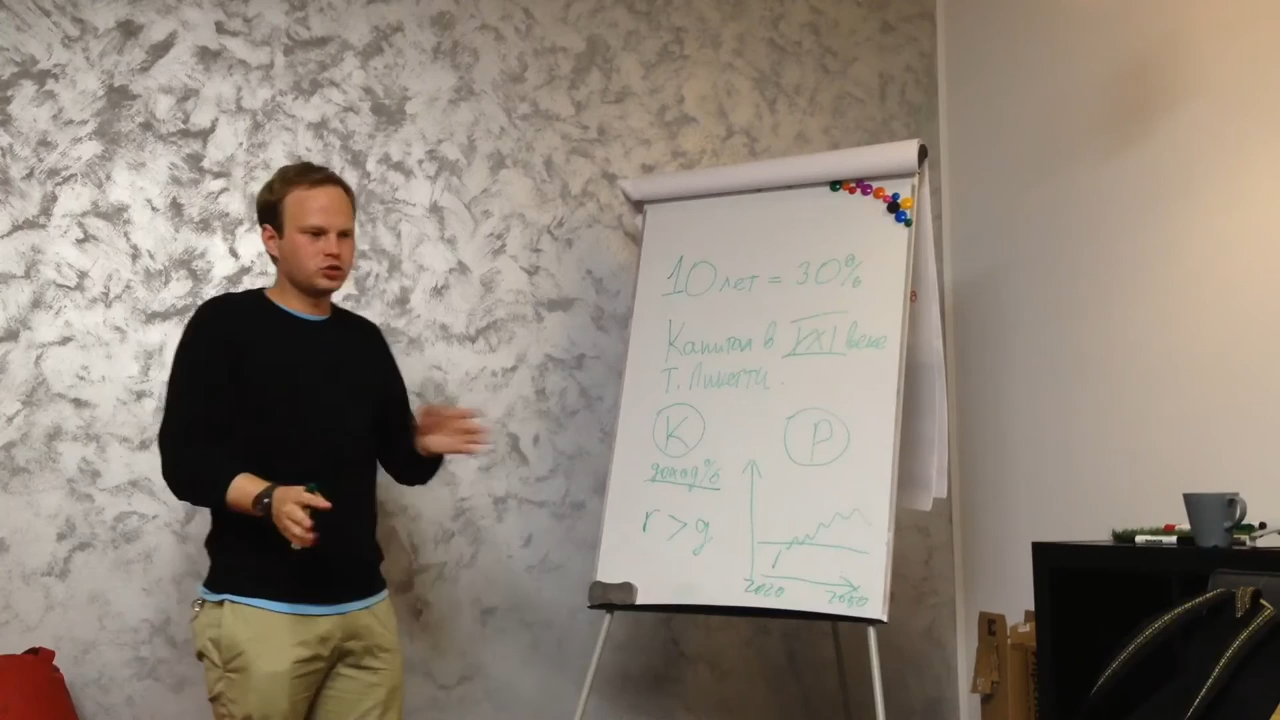 10 лет = 30%
Капитал в XXI веке
Т. Пикетти.
K P
доход%
r > g
2020 2050